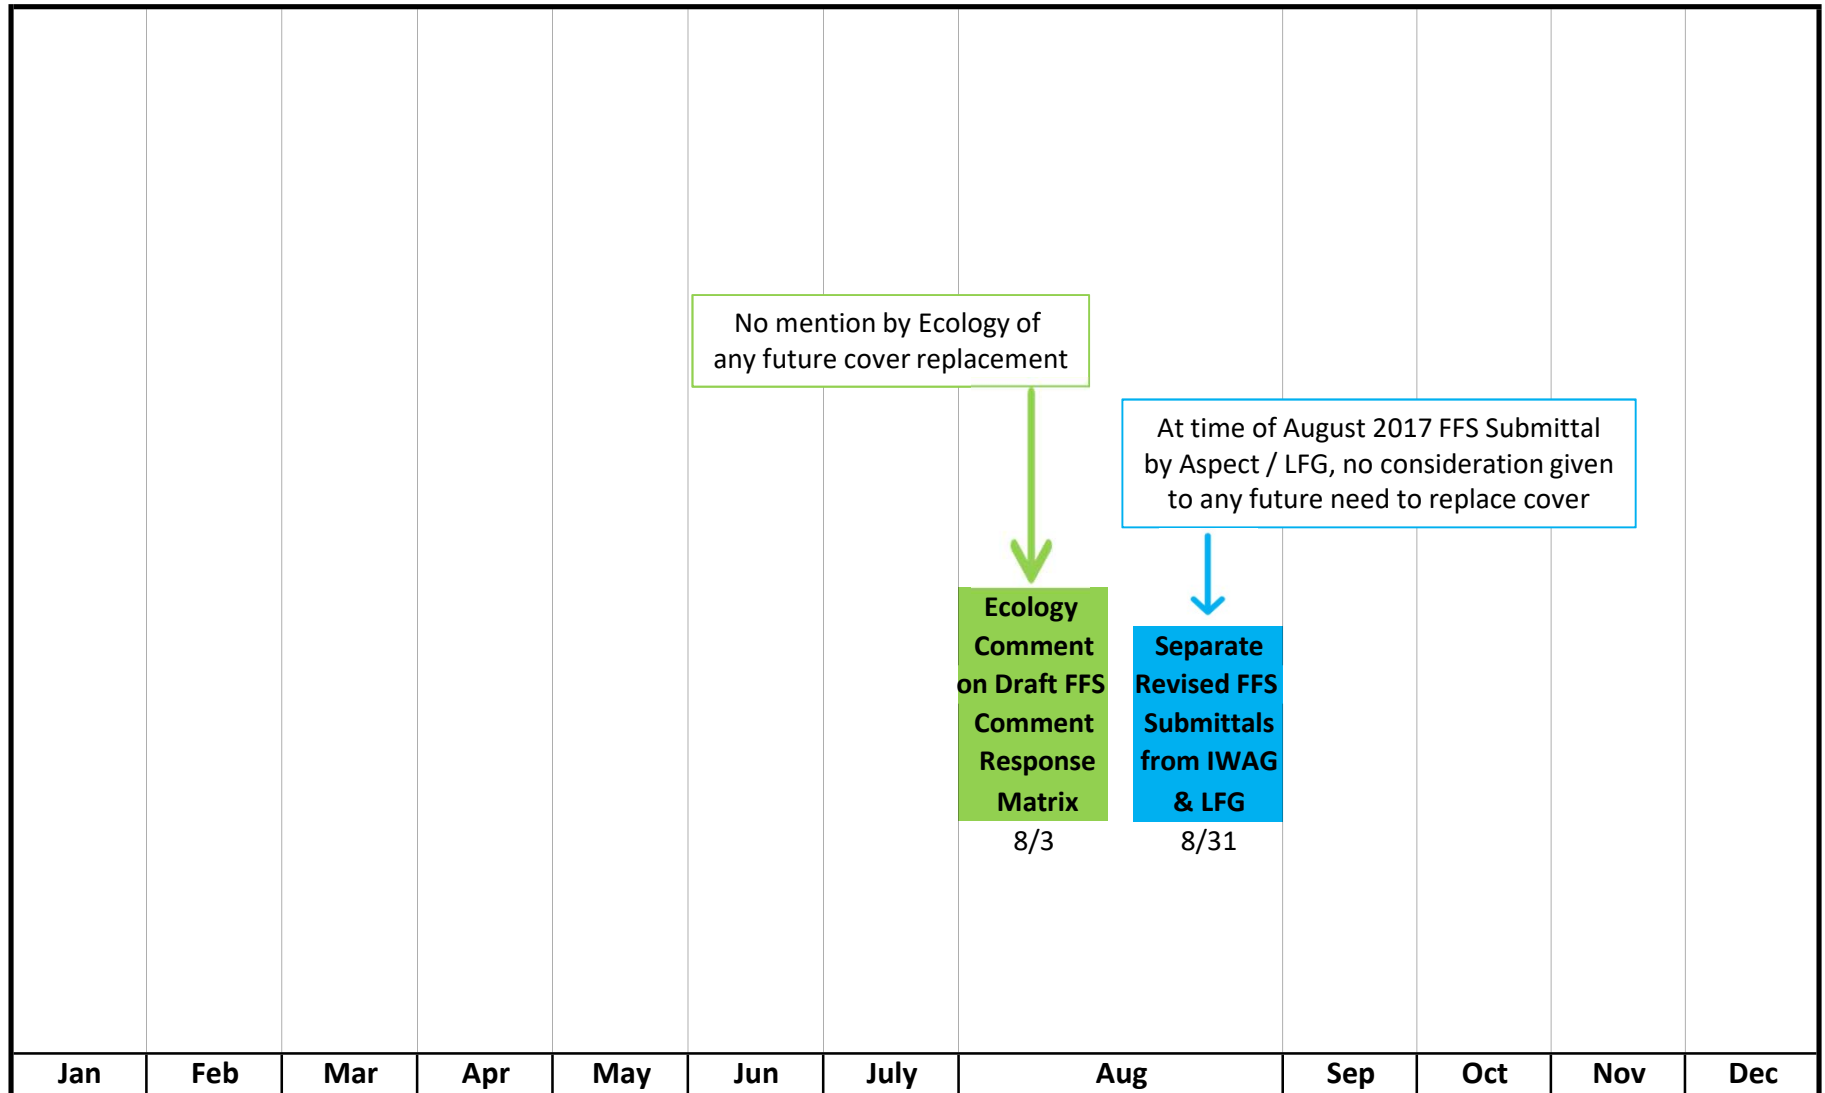 No mention by Ecology of
any future cover replacement
At time of August 2017 FFS Submittal
by Aspect / LFG, no consideration given
to any future need to replace cover
Ecology
Comment
on Draft FFS
Comment
Response
Matrix
8/3
Separate
Revised FFS
Submittals
from IWAG
& LFG
8/31
Jan Feb Mar Apr May Jun July Aug Sep Oct Nov Dec